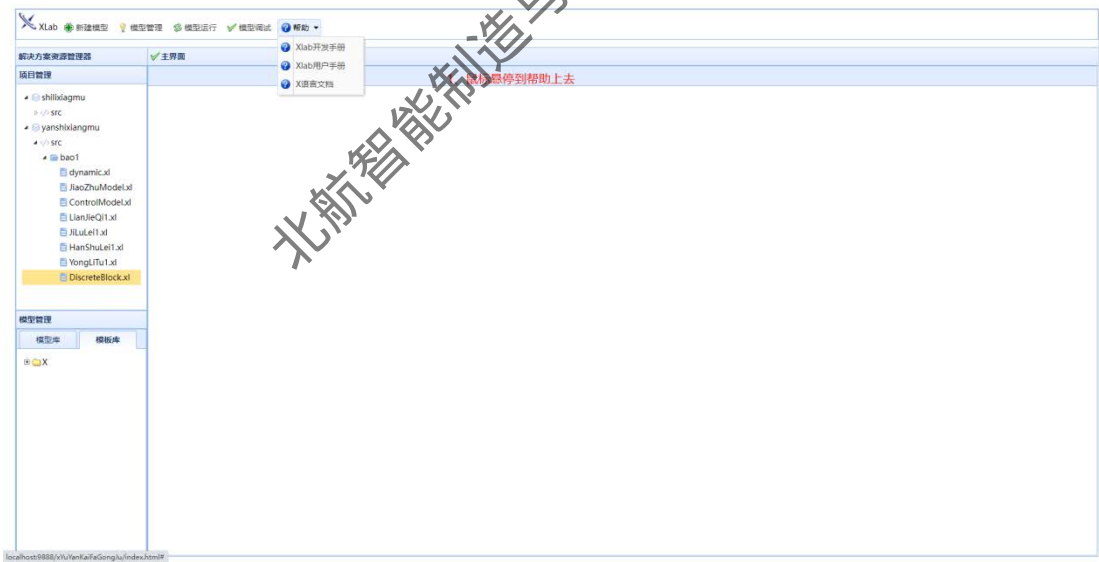 XLab 新建模型 模型管理 模型运行 模型调试 帮助
Xlab开发手册
Xlab用户手册
X语言文档
解决方案资源管理器
主界面
项目管理
鼠标悬停到帮助上去
shilixiagmu
src
yanshixiangmu
src
bao1
dynamic.xl
JiaoZhuModel.xl
ControlModel.xl
LianJieQi1.xl
JiLuLei1.xl
HanShuLei1.xl
YongLiTu1.xl
DiscreteBlock.xl
模型管理
模型库 模板库
X
北航智能制造与
localhost:9888/xYuYanKaiFaGongJu/index.html#